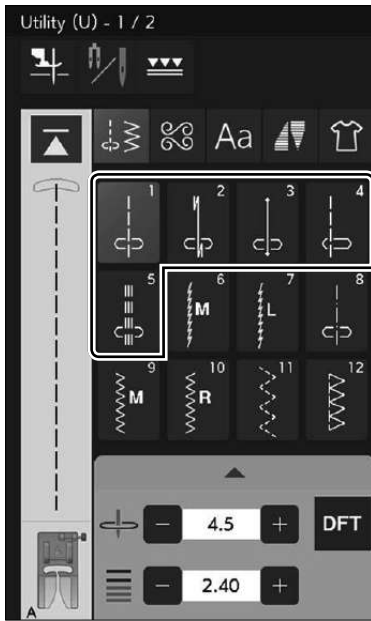 Utility (U) - 1 / 2
Aa
1 2 3 4
5 6 7 8
M L
9 10 11 12
M R
− 4.5 + DFT
− 2.40 +
A